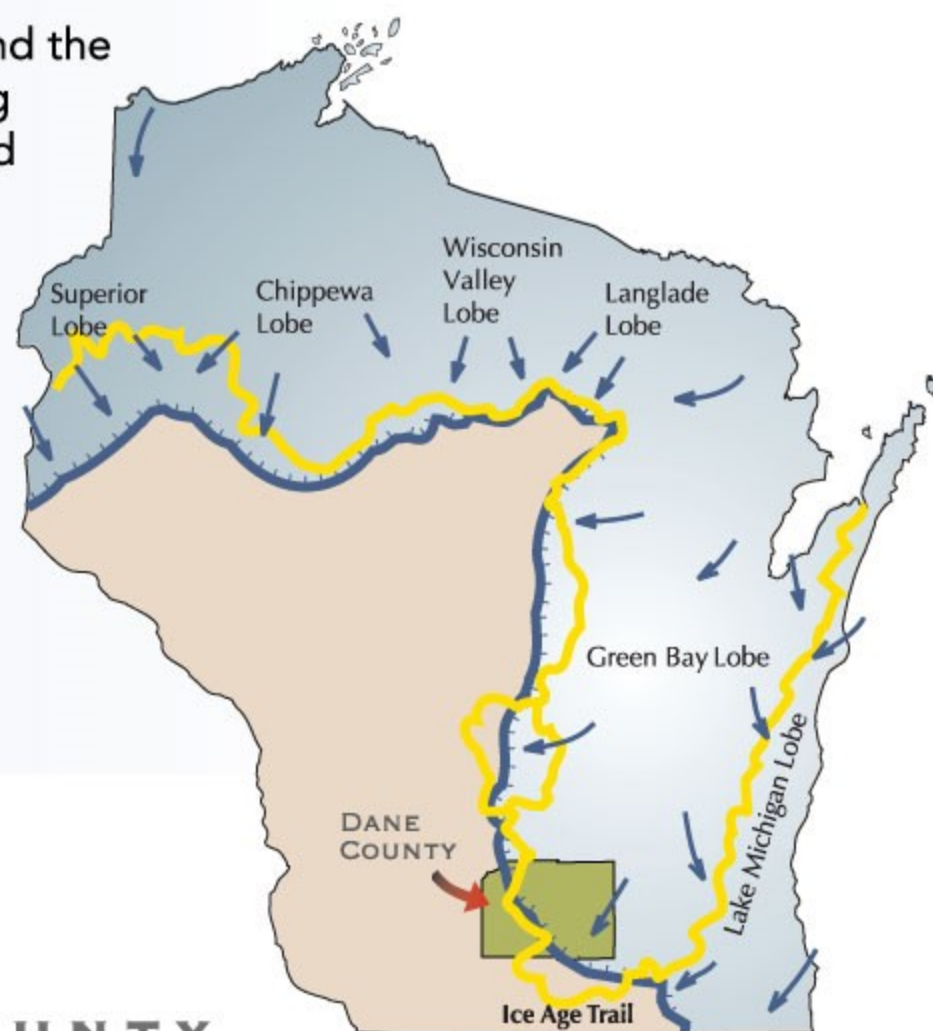 nd the
g
d
Wisconsin
Valley
Lobe
Superior
Lobe
Chippewa
Lobe
Langlade
Lobe
Green Bay Lobe
Lake Michigan Lobe
DANE
COUNTY
Ice Age Trail
UNTY